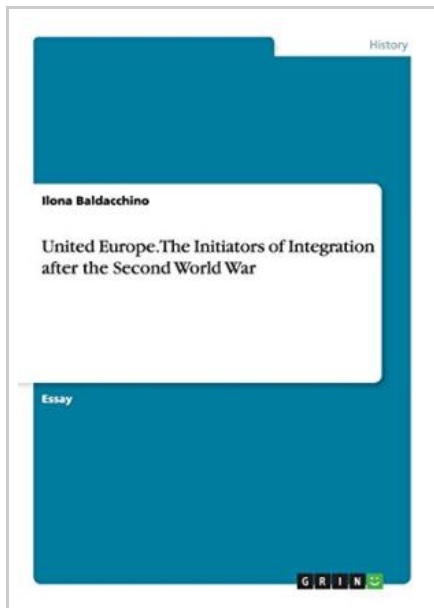 History
Ilona Baldacchino
United Europe.The Initiators of Integration
after the Second World War
Essay
GRIN